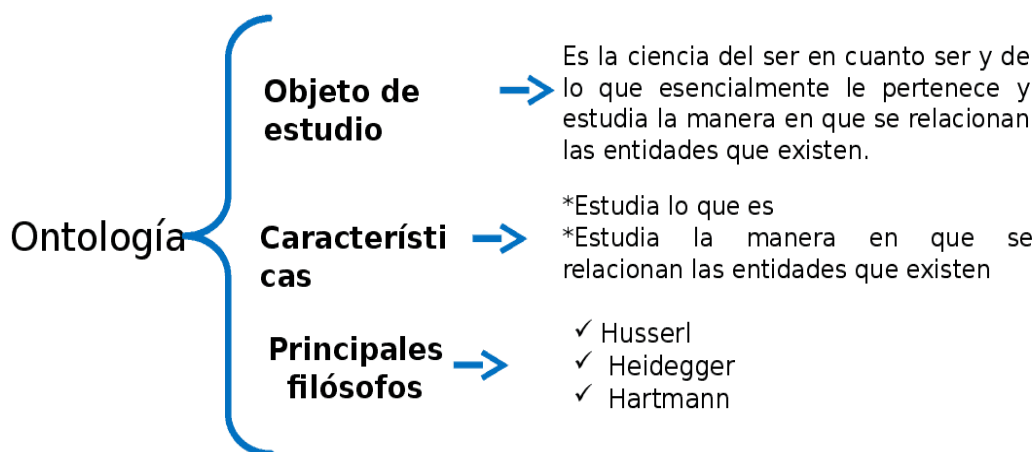 Ontología
Objeto de
estudio
Es la ciencia del ser en cuanto ser y de
lo que esencialmente le pertenece y
estudia la manera en que se relacionan
las entidades que existen.
Característi
cas
*Estudia lo que es
*Estudia la manera en que se
relacionan las entidades que existen
Principales
filósofos
✓ Husserl
✓ Heidegger
✓ Hartmann